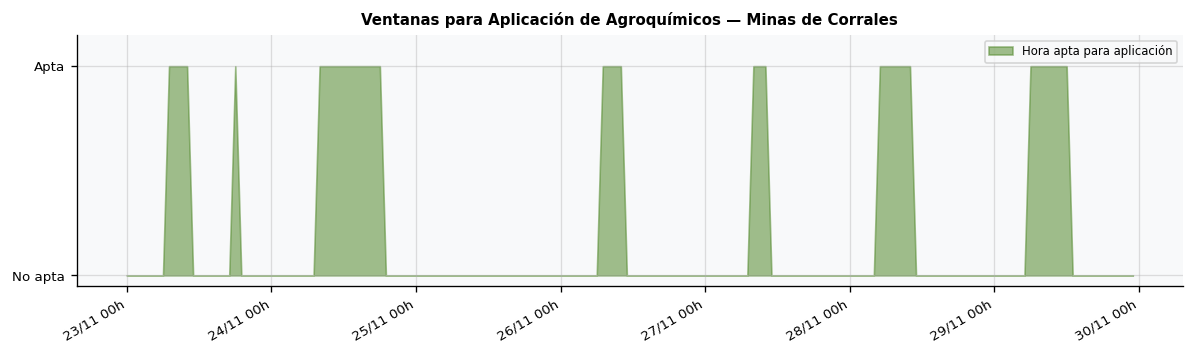 Ventanas para Aplicación de Agroquímicos — Minas de Corrales
Hora apta para aplicación
Apta
No apta
23/11 00h
24/11 00h
25/11 00h
26/11 00h
27/11 00h
28/11 00h
29/11 00h
30/11 00h